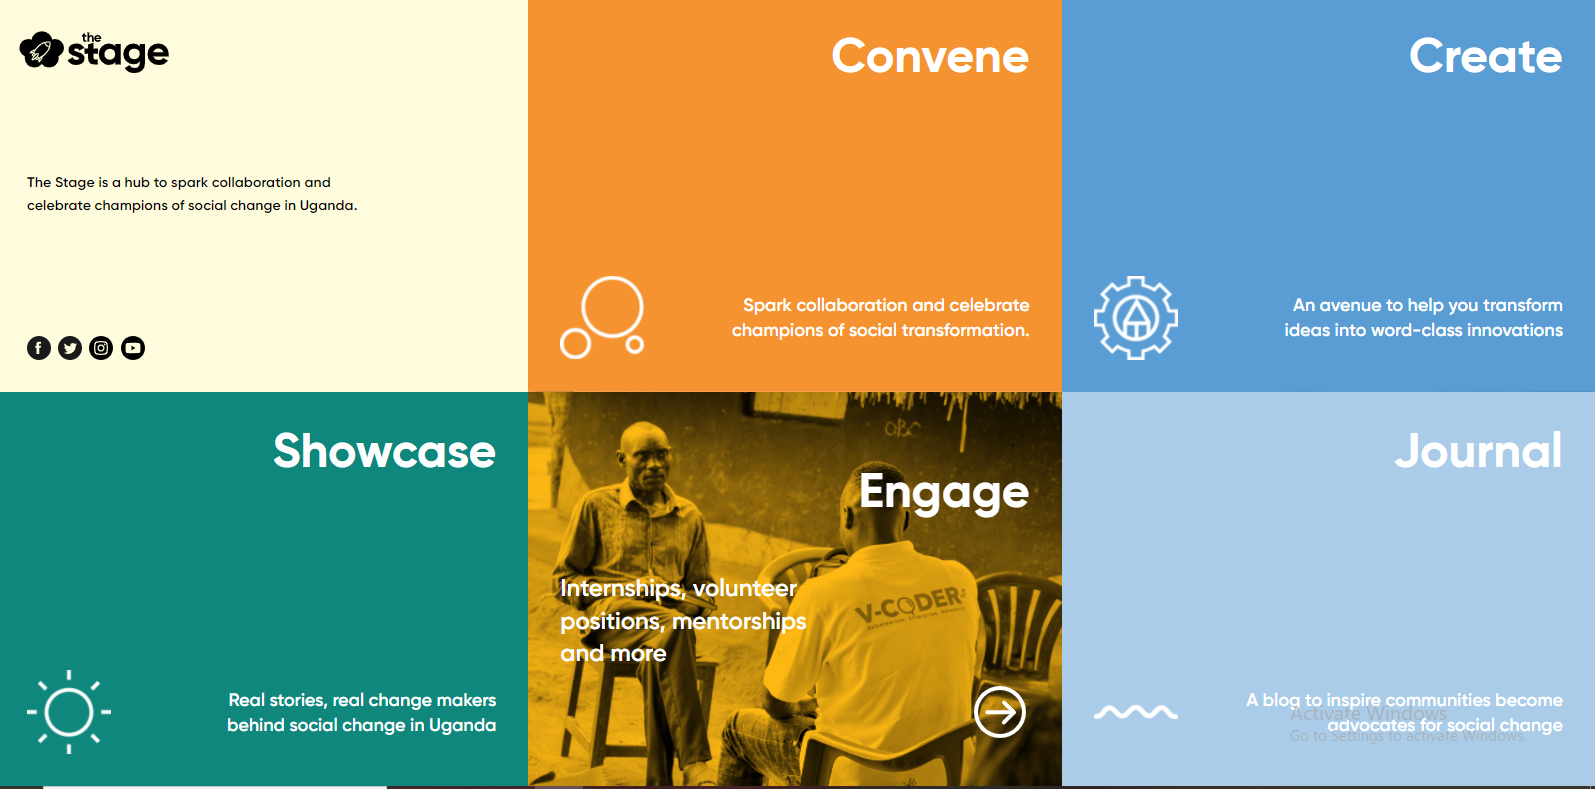 the
stage
The Stage is a hub to spark collaboration and
celebrate champions of social change in Uganda.
Convene
Spark collaboration and celebrate
champions of social transformation.
Create
An avenue to help you transform
ideas into word-class innovations
Showcase
Real stories, real change makers
behind social change in Uganda
Engage
Internships, volunteer
positions, mentorships
and more
OBC
V-CODER
Volunteerism, Enterprise, Research
Journal
A blog to inspire communities become
advocates for social change
Activate Windows
Go to Settings to activate Windows.